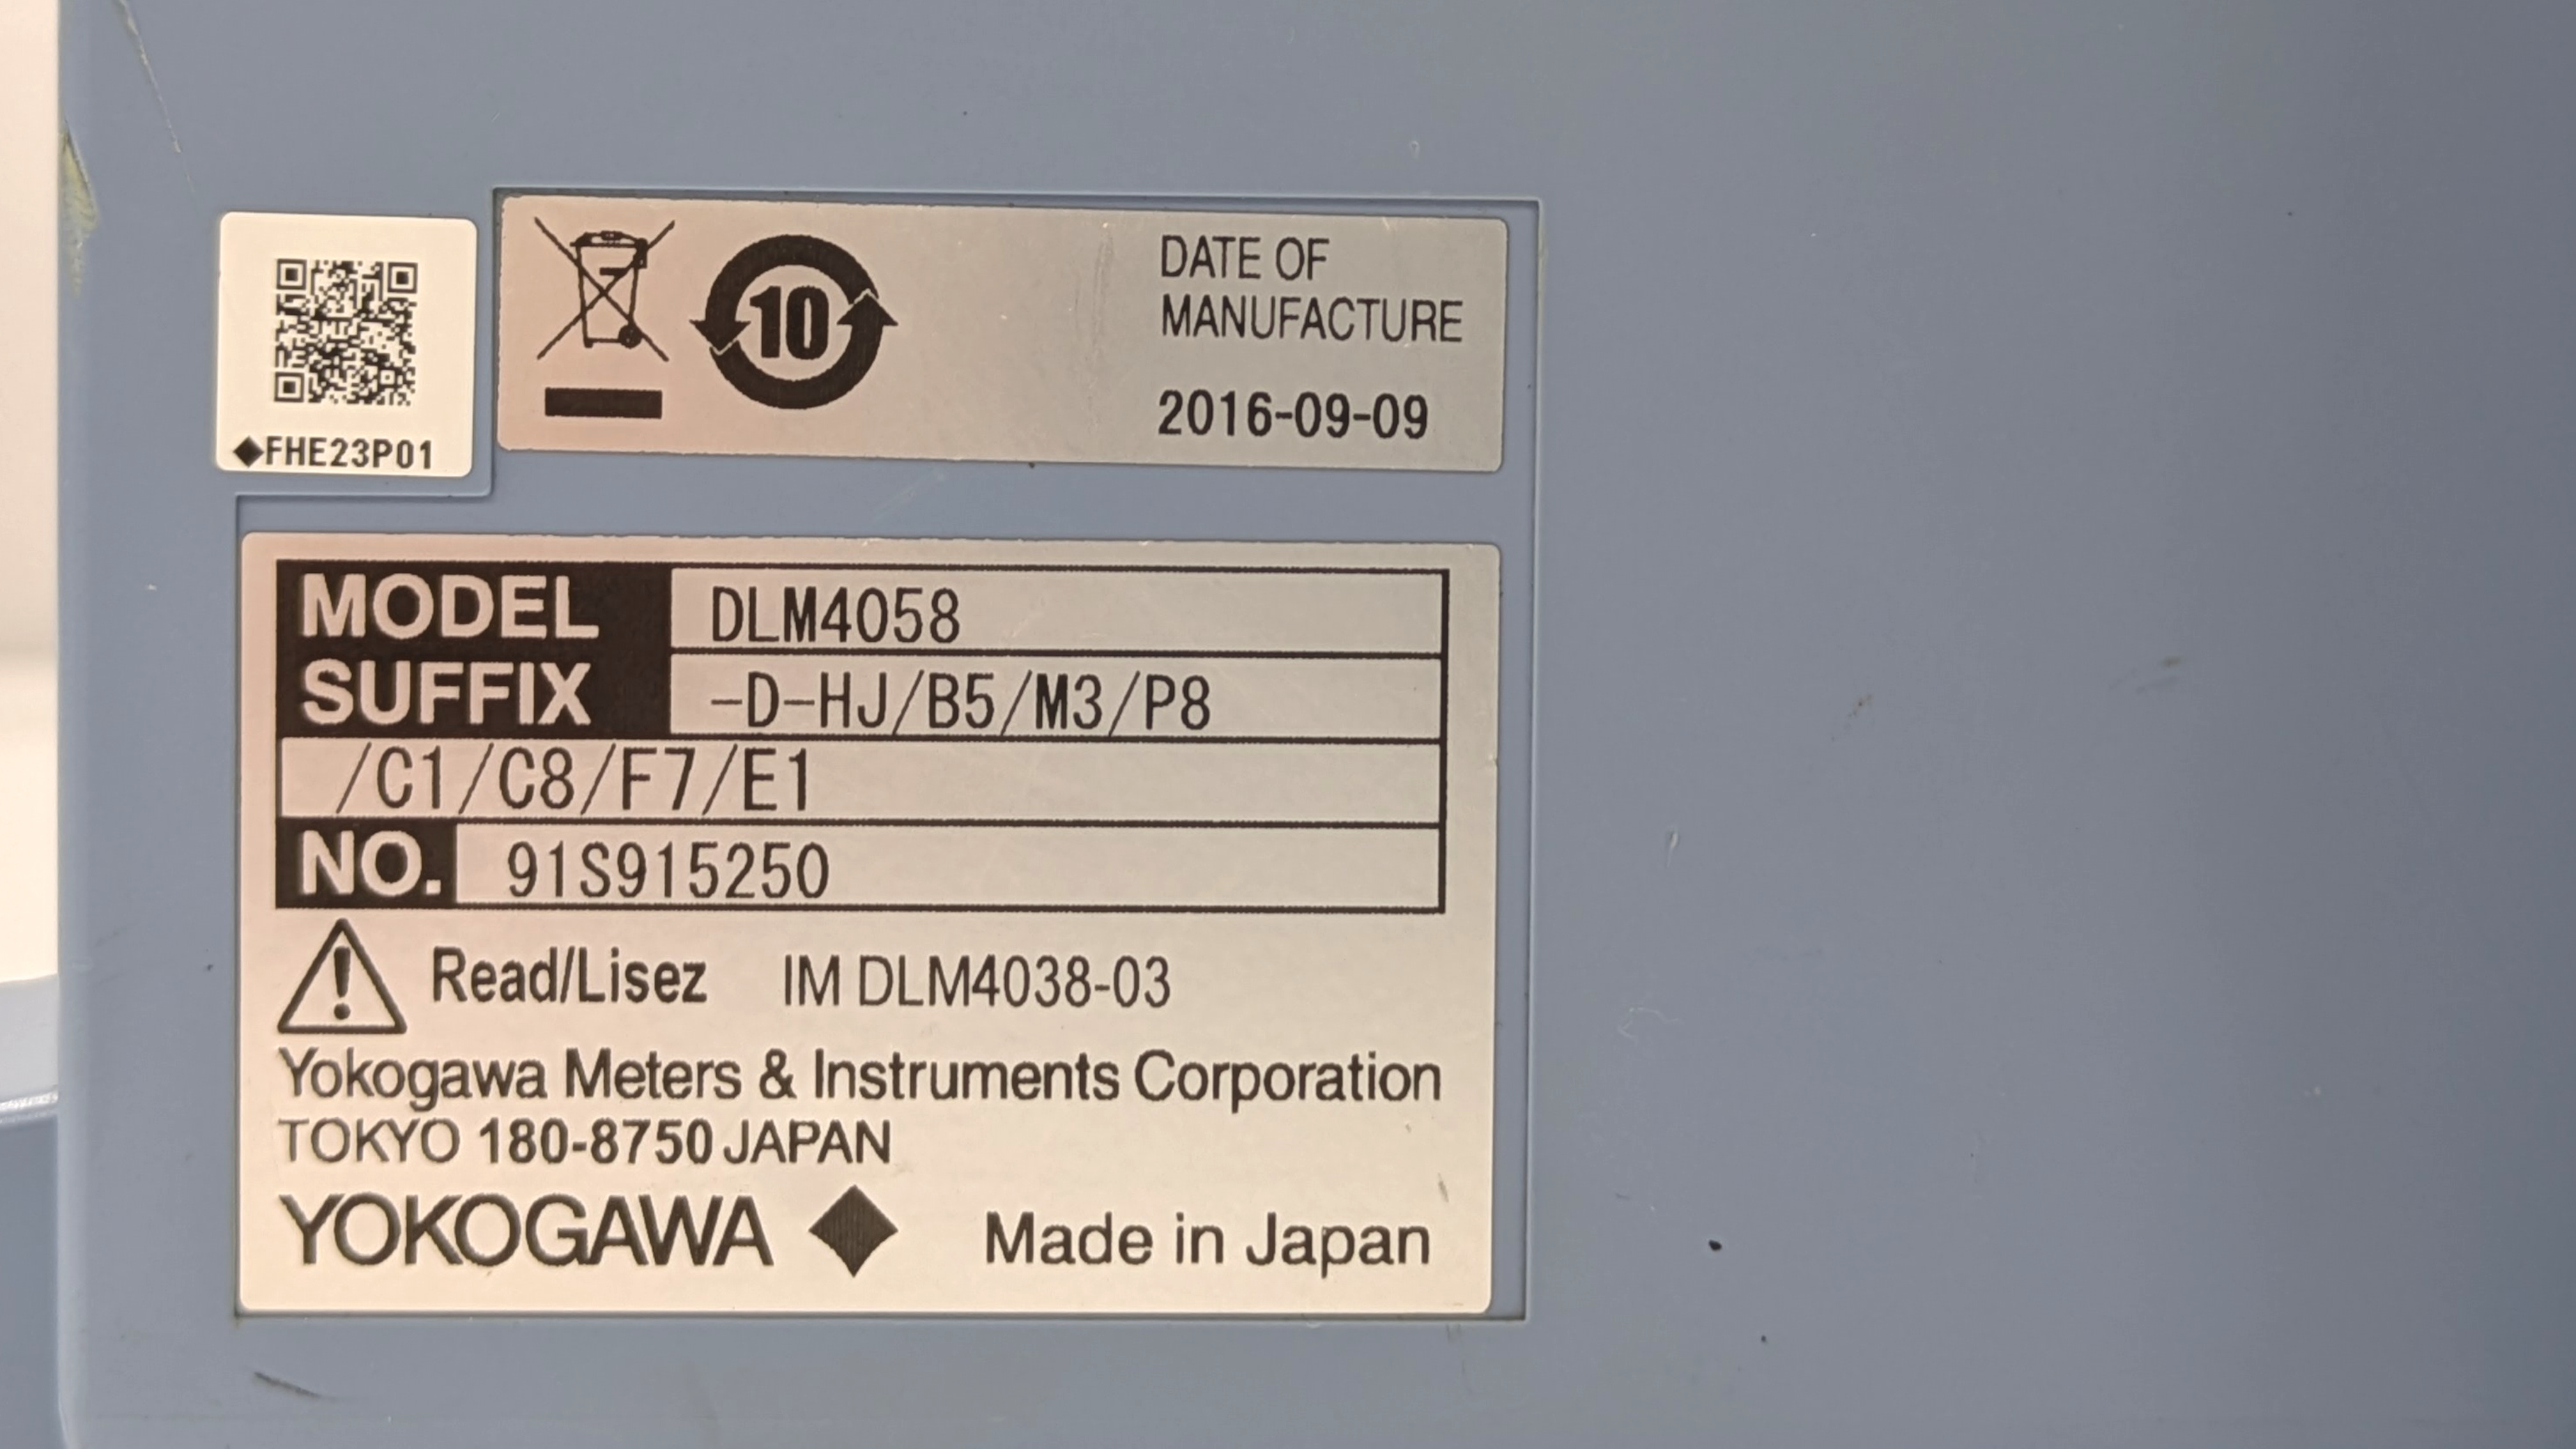 ◆FHE23P01
10
DATE OF
MANUFACTURE
2016-09-09
MODEL DLM4058
SUFFIX -D-HJ/B5/M3/P8
/C1/C8/F7/E1
NO. 91S915250
Read/Lisez IM DLM4038-03
Yokogawa Meters & Instruments Corporation
TOKYO 180-8750 JAPAN
YOKOGAWA ◆ Made in Japan